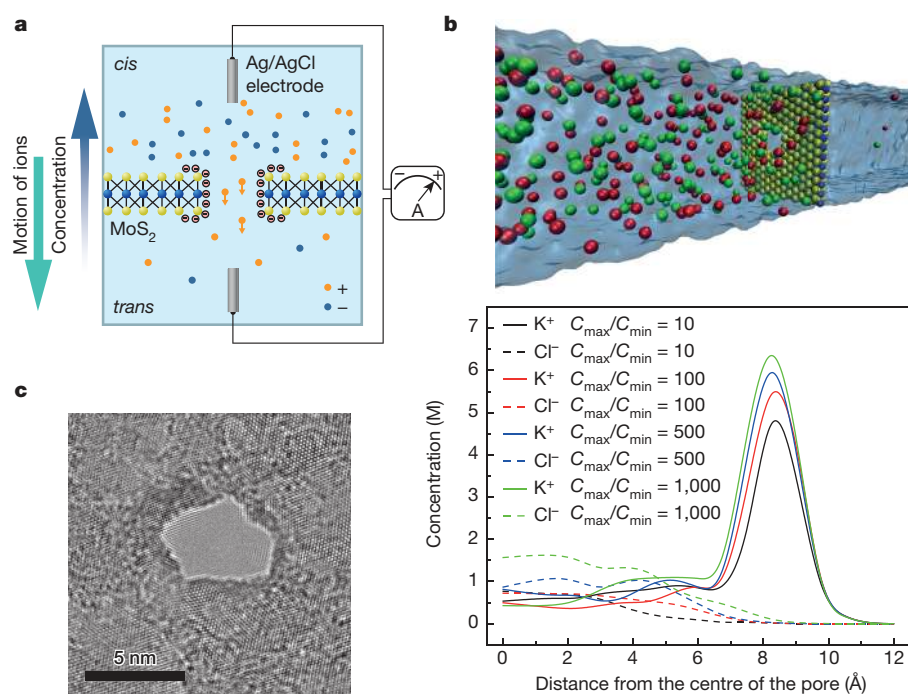 a
cis
Ag/AgCl
electrode
Motion of ions
Concentration
MoS₂
− +
A
trans
+
−
b
7
6
5
4
3
2
1
0
Concentration (M)
K⁺ Cmax/Cmin = 10
Cl⁻ Cmax/Cmin = 10
K⁺ Cmax/Cmin = 100
Cl⁻ Cmax/Cmin = 100
K⁺ Cmax/Cmin = 500
Cl⁻ Cmax/Cmin = 500
K⁺ Cmax/Cmin = 1,000
Cl⁻ Cmax/Cmin = 1,000
0 2 4 6 8 10 12
Distance from the centre of the pore (Å)
c
5 nm